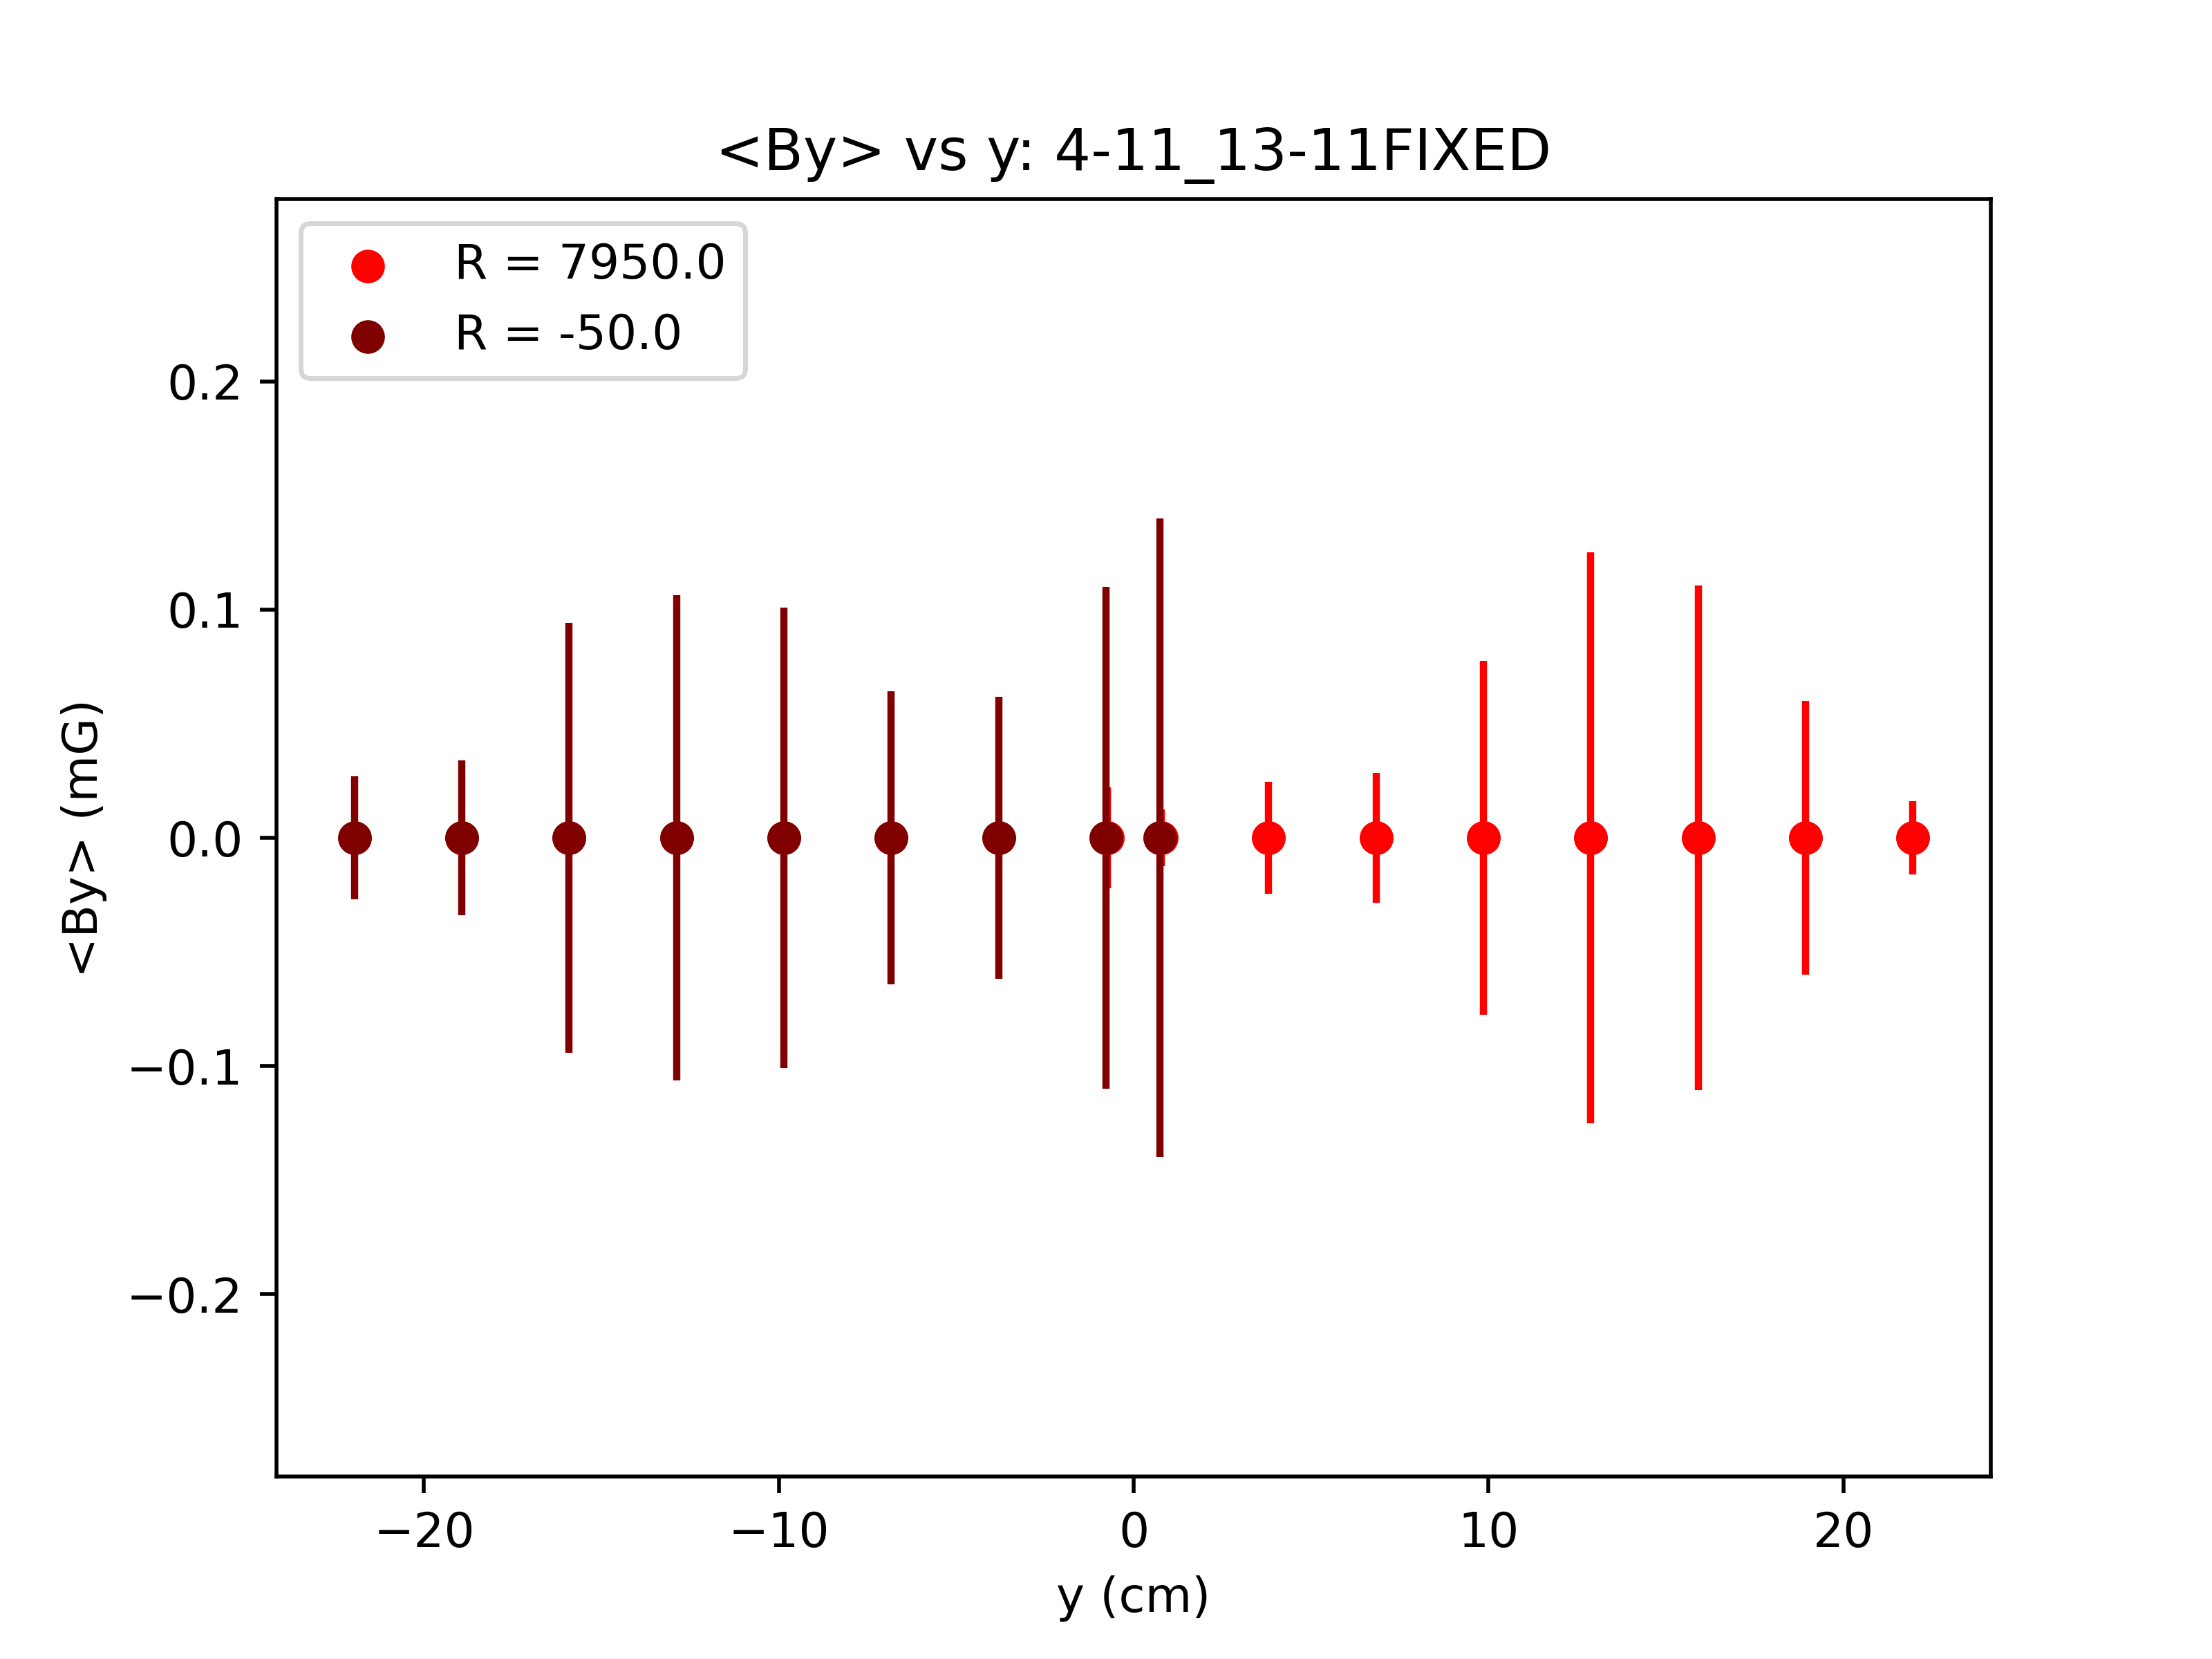 <By> vs y: 4-11_13-11FIXED
R = 7950.0
R = -50.0
0.2
0.1
0.0
−0.1
−0.2
<By> (mG)
−20
−10
0
10
20
y (cm)